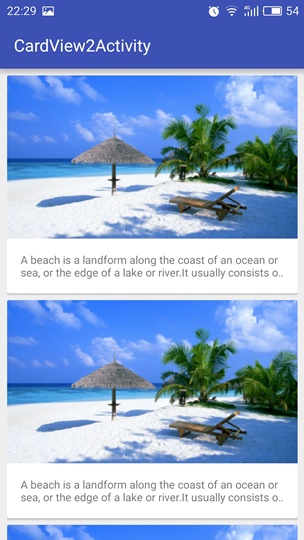 22:29
54
CardView2Activity
A beach is a landform along the coast of an ocean or
sea, or the edge of a lake or river.It usually consists o..
A beach is a landform along the coast of an ocean or
sea, or the edge of a lake or river.It usually consists o..